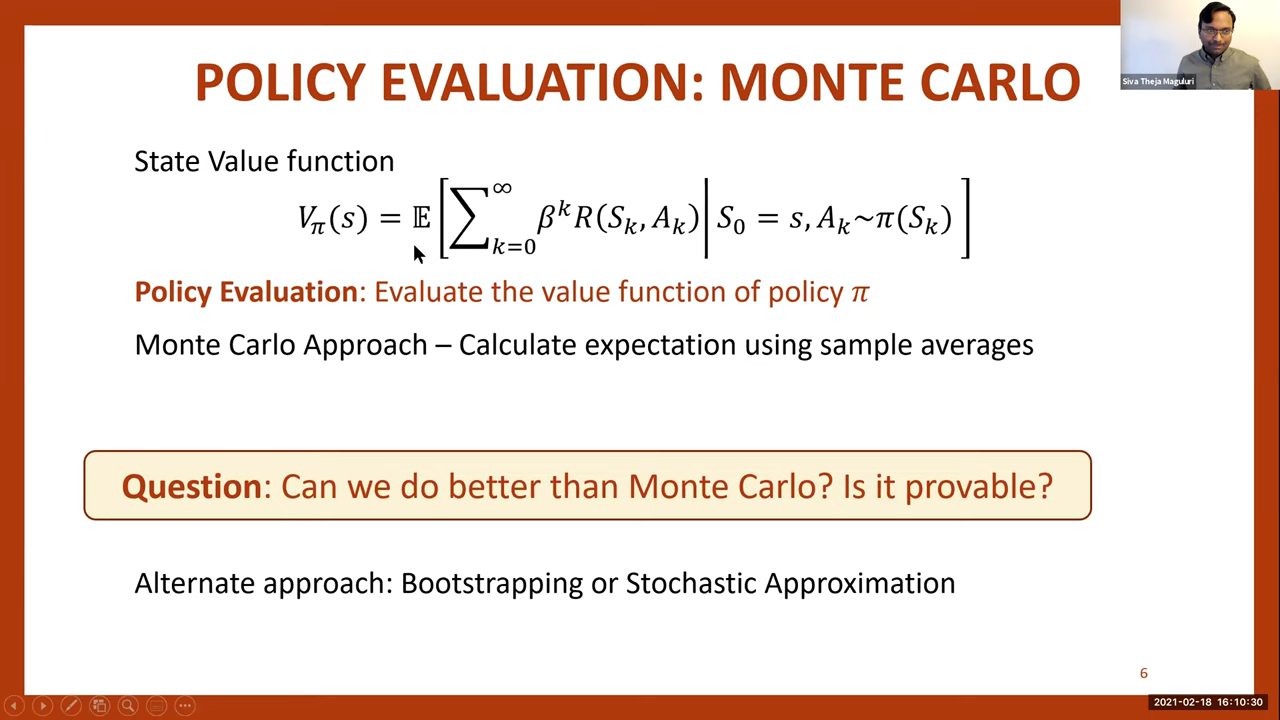 Siva Theja Maguluri
POLICY EVALUATION: MONTE CARLO
State Value function
V_π(s) = 𝔼[∑_{k=0}^{∞} β^k R(S_k, A_k) | S_0 = s, A_k~π(S_k)]
Policy Evaluation: Evaluate the value function of policy π
Monte Carlo Approach – Calculate expectation using sample averages
Question: Can we do better than Monte Carlo? Is it provable?
Alternate approach: Bootstrapping or Stochastic Approximation
6
2021-02-18 16:10:30